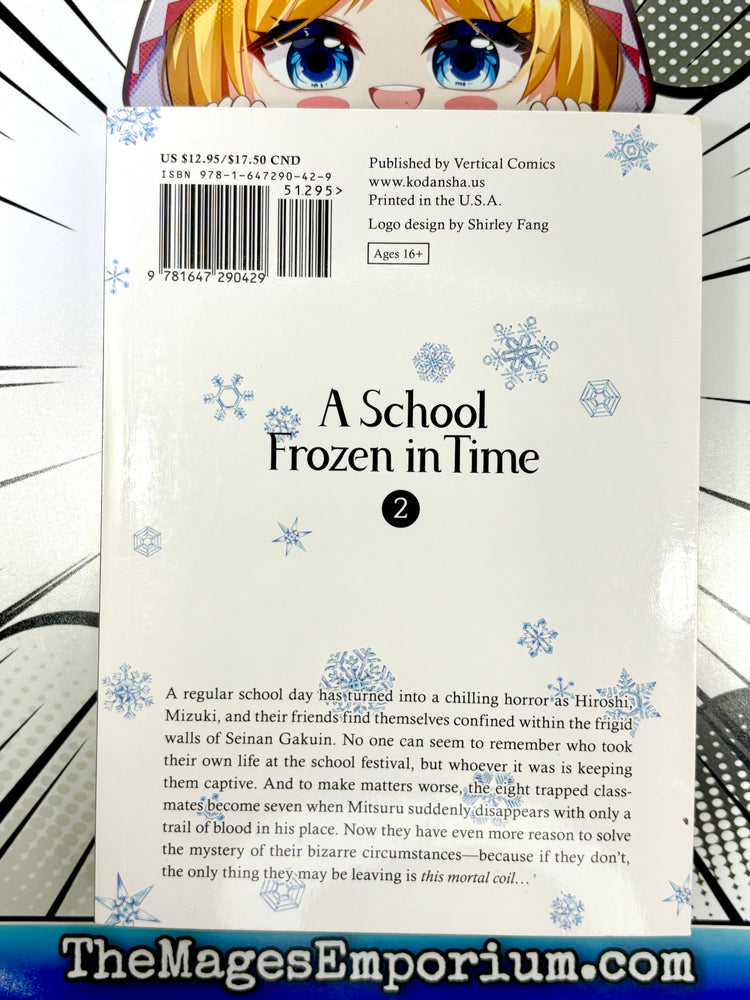 US $12.95/$17.50 CND
ISBN 978-1-647290-42-9
51295>
9 781647 290429
Published by Vertical Comics
www.kodansha.us
Printed in the U.S.A.
Logo design by Shirley Fang
Ages 16+
A School
Frozen in Time
2
A regular school day has turned into a chilling horror as Hiroshi,
Mizuki, and their friends find themselves confined within the frigid
walls of Seinan Gakuin. No one can seem to remember who took
their own life at the school festival, but whoever it was is keeping
them captive. And to make matters worse, the eight trapped class-
mates become seven when Mitsuru suddenly disappears with only a
trail of blood in his place. Now they have even more reason to solve
the mystery of their bizarre circumstances—because if they don't,
the only thing they may be leaving is this mortal coil...
TheMagesEmporium.com